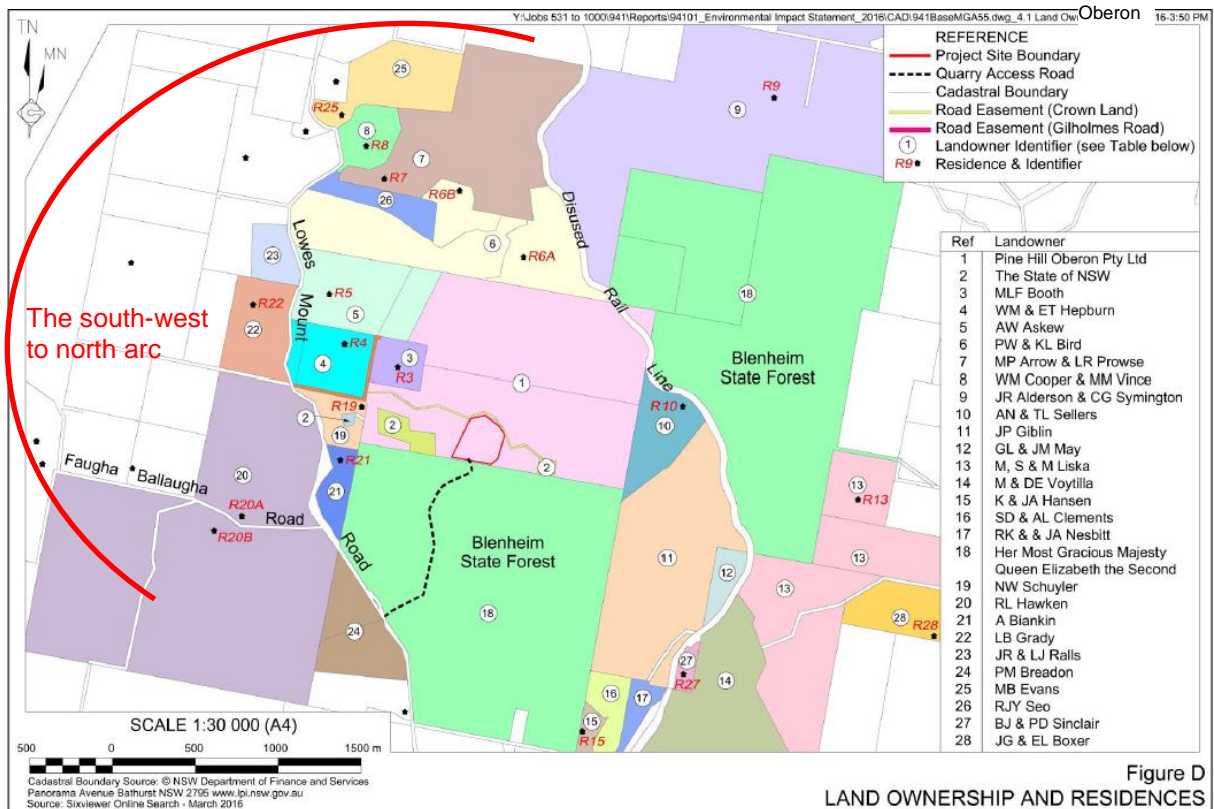 Y:\Jobs 531 to 1000\941\Reports\94101_Environmental Impact Statement_2016\CAD\941BaseMGA55.dwg_4.1 Land Ow
Oberon
16-3:50 PM
TN
MN
REFERENCE
Project Site Boundary
Quarry Access Road
Cadastral Boundary
Road Easement (Crown Land)
Road Easement (Gilholmes Road)
1 Landowner Identifier (see Table below)
R9 Residence & Identifier
25
R25
8
R8
7
R7
R6B
26
9
R9
Disused
Rail
Line
6
R6A
23
Lowes
Mount
Road
R5
5
R22
22
The south-west
to north arc
R4
4
3
R3
1
18
Blenheim
State Forest
R19
2
19
2
2
R10
10
R21
21
20
Faugha
Ballaugha
Road
R20A
R20B
Blenheim
State Forest
18
11
12
13
R13
13
13
28
R28
24
14
27
R27
16
17
15
R15
Ref Landowner
1 Pine Hill Oberon Pty Ltd
2 The State of NSW
3 MLF Booth
4 WM & ET Hepburn
5 AW Askew
6 PW & KL Bird
7 MP Arrow & LR Prowse
8 WM Cooper & MM Vince
9 JR Alderson & CG Symington
10 AN & TL Sellers
11 JP Giblin
12 GL & JM May
13 M, S & M Liska
14 M & DE Voytilla
15 K & JA Hansen
16 SD & AL Clements
17 RK & & JA Nesbitt
18 Her Most Gracious Majesty
Queen Elizabeth the Second
19 NW Schuyler
20 RL Hawken
21 A Biankin
22 LB Grady
23 JR & LJ Ralls
24 PM Breadon
25 MB Evans
26 RJY Seo
27 BJ & PD Sinclair
28 JG & EL Boxer
SCALE 1:30 000 (A4)
500 0 500 1000 1500 m
Cadastral Boundary Source: © NSW Department of Finance and Services
Panorama Avenue Bathurst NSW 2795 www.lpi.nsw.gov.au
Source: Sixviewer Online Search - March 2016
Figure D
LAND OWNERSHIP AND RESIDENCES